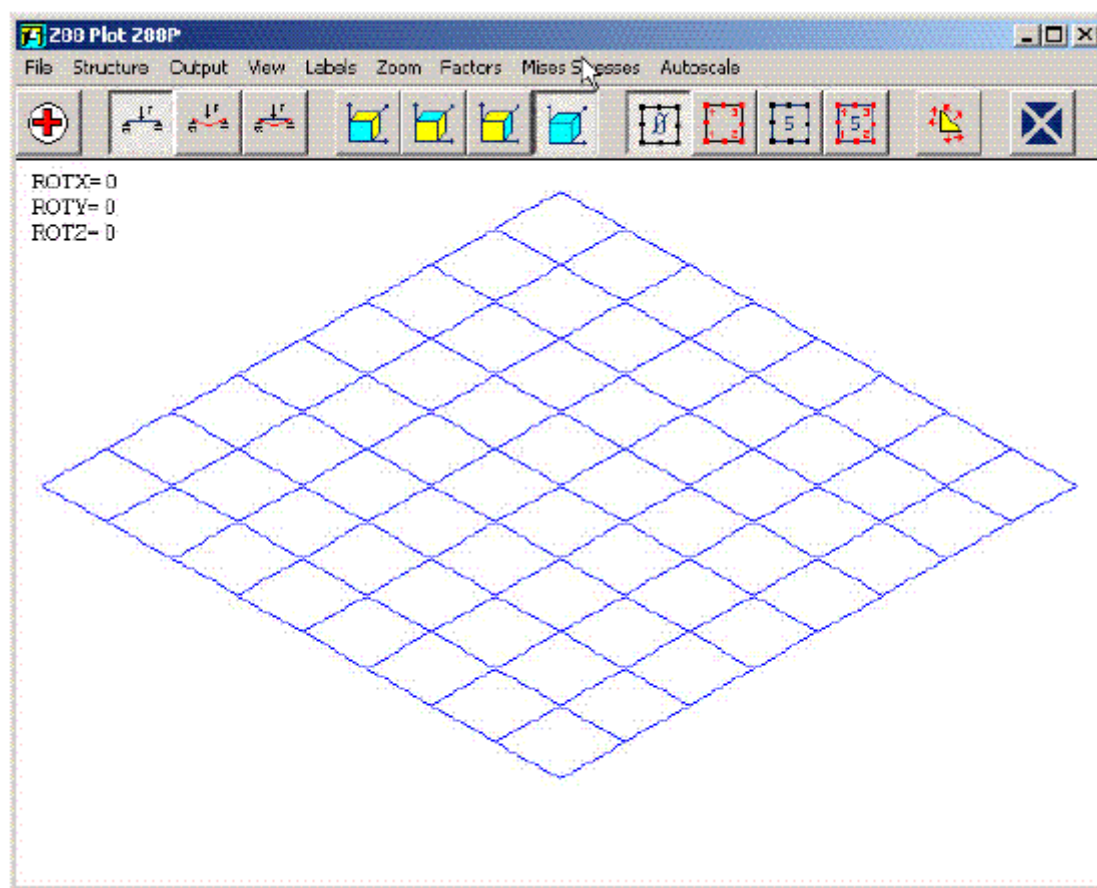 Z88 Plot Z88P
File Structure Output View Labels Zoom Factors Mises Stresses Autoscale
ROTX= 0
ROTY= 0
ROTZ= 0